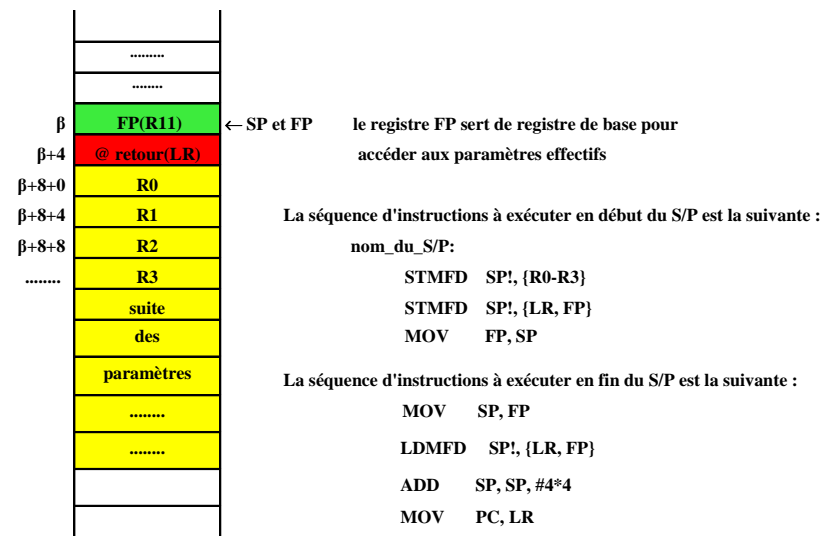 .........
........
β FP(R11) ← SP et FP le registre FP sert de registre de base pour
β+4 @ retour(LR) accéder aux paramètres effectifs
β+8+0 R0
β+8+4 R1 La séquence d'instructions à exécuter en début du S/P est la suivante :
β+8+8 R2 nom_du_S/P:
........ R3 STMFD SP!, {R0-R3}
suite STMFD SP!, {LR, FP}
des MOV FP, SP
paramètres La séquence d'instructions à exécuter en fin du S/P est la suivante :
........ MOV SP, FP
........ LDMFD SP!, {LR, FP}
ADD SP, SP, #4*4
MOV PC, LR